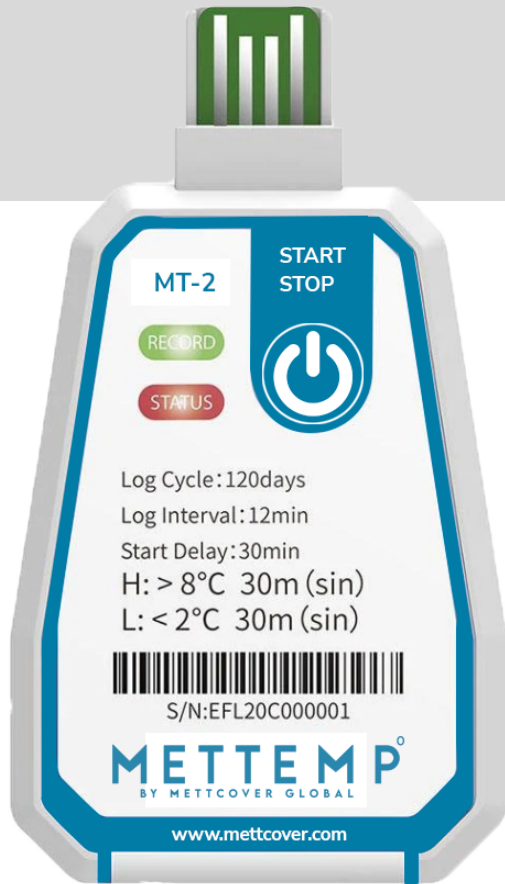 MT-2
START
STOP
RECORD
STATUS
Log Cycle:120days
Log Interval:12min
Start Delay:30min
H: > 8°C 30m (sin)
L: < 2°C 30m (sin)
S/N:EFL20C000001
METTEMP°
BY METTCOVER GLOBAL
www.mettcover.com